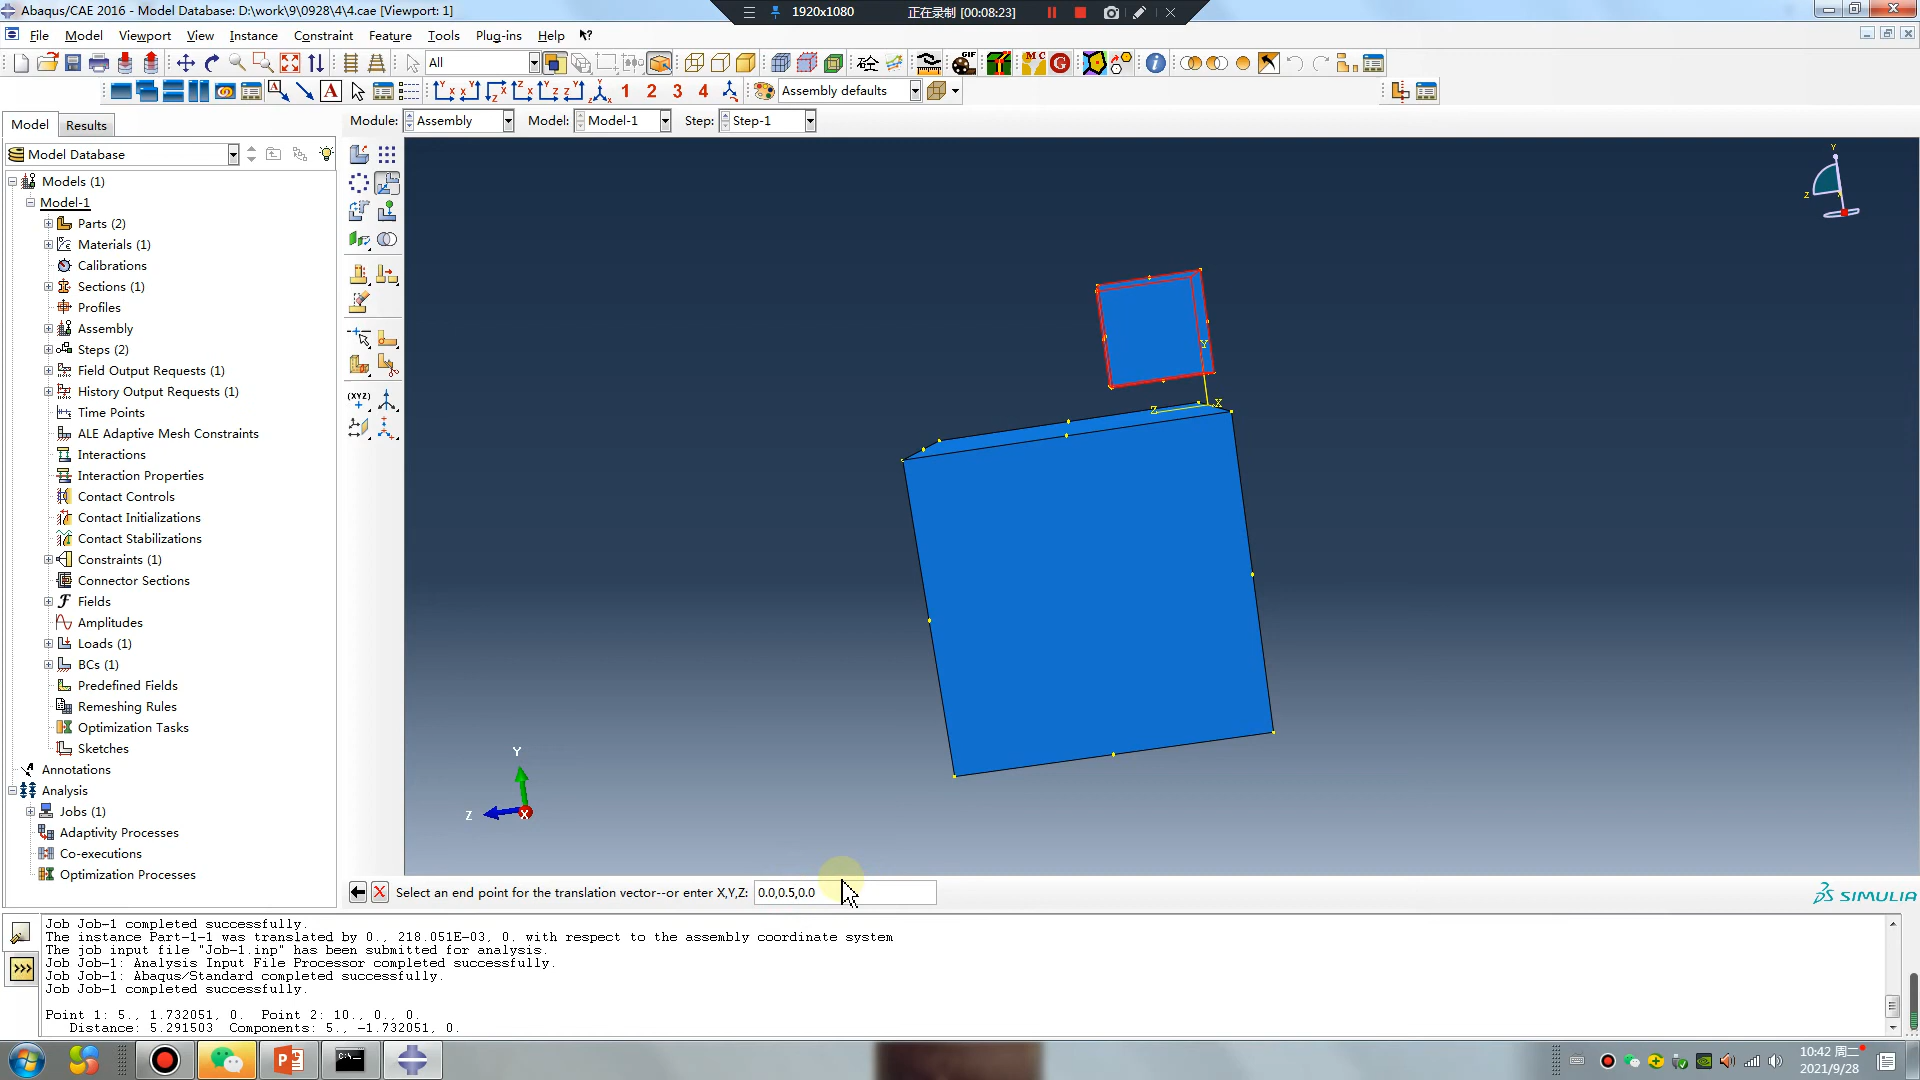 Abaqus/CAE 2016 - Model Database: D:\work\9\0928\4\4.cae [Viewport: 1]
1920x1080
正在录制 [00:08:23]
File Model Viewport View Instance Constraint Feature Tools Plug-ins Help
All
GIF
MC
G
A
A
1 2 3 4
Assembly defaults
Model Results
Module: Assembly Model: Model-1 Step: Step-1
Model Database
Models (1)
Model-1
Parts (2)
Materials (1)
Calibrations
Sections (1)
Profiles
Assembly
Steps (2)
Field Output Requests (1)
History Output Requests (1)
Time Points
ALE Adaptive Mesh Constraints
Interactions
Interaction Properties
Contact Controls
Contact Initializations
Contact Stabilizations
Constraints (1)
Connector Sections
Fields
Amplitudes
Loads (1)
BCs (1)
Predefined Fields
Remeshing Rules
Optimization Tasks
Sketches
Annotations
Analysis
Jobs (1)
Adaptivity Processes
Co-executions
Optimization Processes
(XYZ)
Y
Z
Y
Z
X
Y
Z
X
Select an end point for the translation vector--or enter X,Y,Z: 0.0,0.5,0.0
SIMULIA
Job Job-1 completed successfully.
The instance Part-1-1 was translated by 0., 218.051E-03, 0. with respect to the assembly coordinate system
The job input file "Job-1.inp" has been submitted for analysis.
Job Job-1: Analysis Input File Processor completed successfully.
Job Job-1: Abaqus/Standard completed successfully.
Job Job-1 completed successfully.
Point 1: 5., 1.732051, 0. Point 2: 10., 0., 0.
Distance: 5.291503 Components: 5., -1.732051, 0.
10:42 周二
2021/9/28